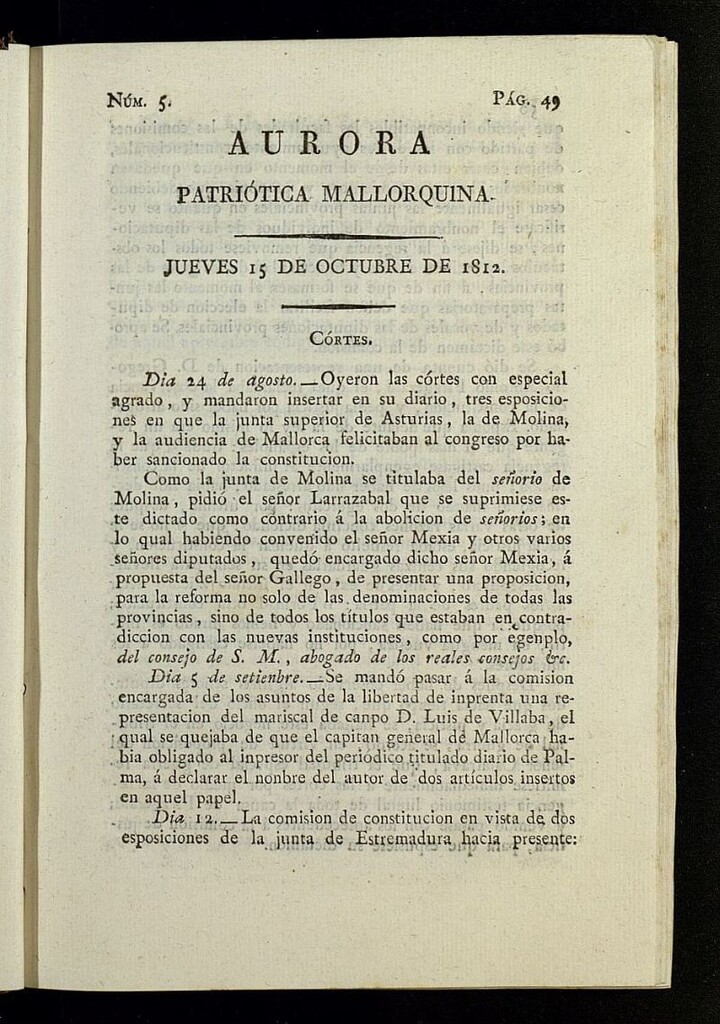 Núm. 5. Pág. 49
AURORA
PATRIÓTICA MALLORQUINA.
JUEVES 15 DE OCTUBRE DE 1812.
Córtes.
Dia 24 de agosto.—Oyeron las córtes con especial
agrado, y mandaron insertar en su diario, tres esposicio-
nes en que la junta superior de Asturias, la de Molina,
y la audiencia de Mallorca felicitaban al congreso por ha-
ber sancionado la constitucion.
Como la junta de Molina se titulaba del señorio de
Molina, pidió el señor Larrazabal que se suprimiese es-
te dictado como contrario á la abolicion de señorios; en
lo qual habiendo convenido el señor Mexia y otros varios
señores diputados, quedó encargado dicho señor Mexia, á
propuesta del señor Gallego, de presentar una proposicion,
para la reforma no solo de las denominaciones de todas las
provincias, sino de todos los títulos que estaban en contra-
diccion con las nuevas instituciones, como por egenplo,
del consejo de S. M., abogado de los reales consejos &c.
Dia 5 de setienbre.—Se mandó pasar á la comision
encargada de los asuntos de la libertad de inprenta una re-
presentacion del mariscal de canpo D. Luis de Villaba, el
qual se quejaba de que el capitan general de Mallorca ha-
bia obligado al inpresor del periódico titulado diario de Pal-
ma, á declarar el nonbre del autor de dos artículos insertos
en aquel papel.
Dia 12.—La comision de constitucion en vista de dos
esposiciones de la junta de Estremadura hacia presente: